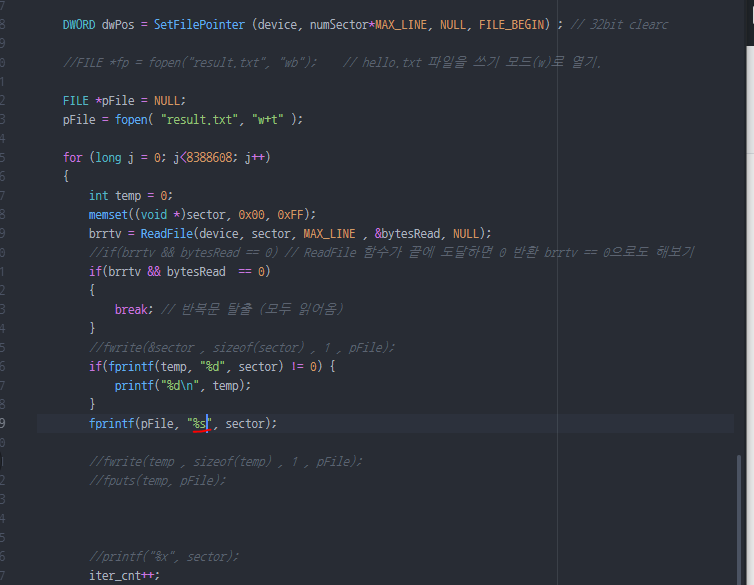 7
8 DWORD dwPos = SetFilePointer (device, numSector*MAX_LINE, NULL, FILE_BEGIN) ; // 32bit clearc
9
0 //FILE *fp = fopen("result.txt", "wb");    // hello.txt 파일을 쓰기 모드(w)로 열기.
1
2 FILE *pFile = NULL;
3 pFile = fopen( "result.txt", "w+t" );
4
5 for (long j = 0; j<8388608; j++)
6 {
7 int temp = 0;
8 memset((void *)sector, 0x00, 0xFF);
9 brrtv = ReadFile(device, sector, MAX_LINE , &bytesRead, NULL);
0 //if(brrtv && bytesRead == 0) // ReadFile 함수가 끝에 도달하면 0 반환 brrtv == 0으로도 해보기
1 if(brrtv && bytesRead  == 0)
2 {
3 break; // 반복문 탈출 (모두 읽어옴)
4 }
5 //fwrite(&sector , sizeof(sector) , 1 , pFile);
6 if(fprintf(temp, "%d", sector) != 0) {
7 printf("%d\n", temp);
8 }
9 fprintf(pFile, "%s", sector);
0
1 //fwrite(temp , sizeof(temp) , 1 , pFile);
2 //fputs(temp, pFile);
3
4
5
6 //printf("%x", sector);
7 iter_cnt++;